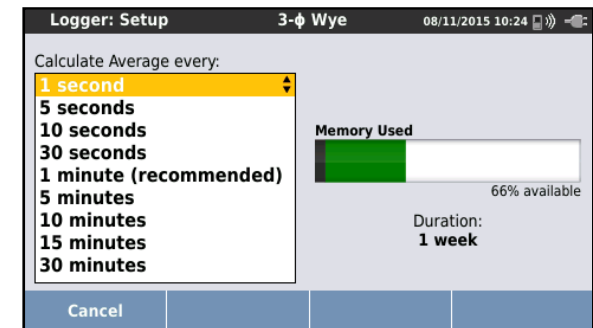 Logger: Setup 3-ϕ Wye 08/11/2015 10:24
Calculate Average every:
1 second
5 seconds
10 seconds
30 seconds
1 minute (recommended)
5 minutes
10 minutes
15 minutes
30 minutes
Memory Used
66% available
Duration:
1 week
Cancel